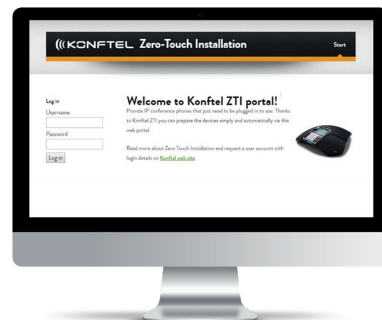 KONFTEL Zero-Touch Installation
Start
Log in
Username
Password
Log in
Welcome to Konftel ZTI portal!
Provide IP conference phones that just need to be plugged in to use. Thanks
to Konftel ZTI you can prepare the devices simply and automatically via this
web portal.
Read more about Zero Touch Installation and request a user account with
login details on Konftel web site.